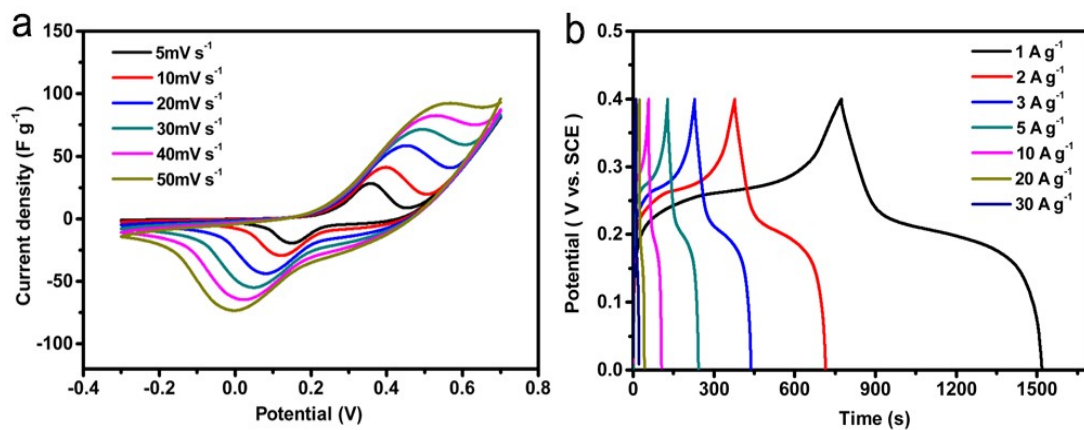 a
150
100
50
0
-50
-100
-0.4
-0.2
0.0
0.2
0.4
0.6
0.8
Current density (F g⁻¹)
Potential (V)
5mV s⁻¹
10mV s⁻¹
20mV s⁻¹
30mV s⁻¹
40mV s⁻¹
50mV s⁻¹
b
0.5
0.4
0.3
0.2
0.1
0.0
0
300
600
900
1200
1500
Potential ( V vs. SCE)
Time (s)
1 A g⁻¹
2 A g⁻¹
3 A g⁻¹
5 A g⁻¹
10 A g⁻¹
20 A g⁻¹
30 A g⁻¹